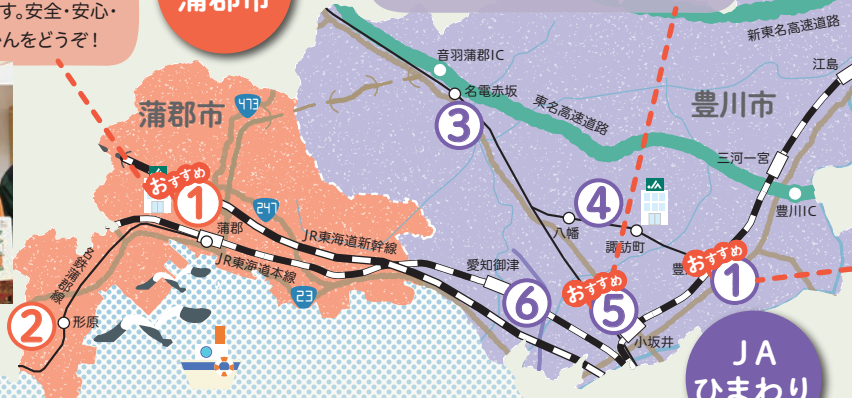 す。安全・安心・
んをどうぞ！
蒲郡市
新東名高速道路
音羽蒲郡IC
江島
名電赤坂
蒲郡市
473
東名高速道路
豊川市
3
三河一宮
おすすめ
1
JA
4
247
豊川IC
蒲郡
八幡
諏訪町
JR東海道新幹線
名鉄蒲郡線
JR東海道本線
愛知御津
豊
おすすめ
1
おすすめ
5
23
6
2
形原
小坂井
JA
ひまわり